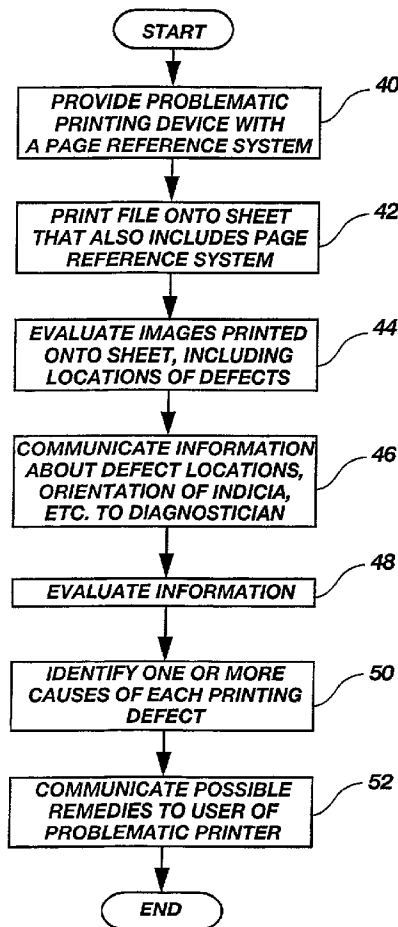 START
PROVIDE PROBLEMATIC
PRINTING DEVICE WITH
A PAGE REFERENCE SYSTEM
40
PRINT FILE ONTO SHEET
THAT ALSO INCLUDES PAGE
REFERENCE SYSTEM
42
EVALUATE IMAGES PRINTED
ONTO SHEET, INCLUDING
LOCATIONS OF DEFECTS
44
COMMUNICATE INFORMATION
ABOUT DEFECT LOCATIONS,
ORIENTATION OF INDICIA,
ETC. TO DIAGNOSTICIAN
46
EVALUATE INFORMATION
48
IDENTIFY ONE OR MORE
CAUSES OF EACH PRINTING
DEFECT
50
COMMUNICATE POSSIBLE
REMEDIES TO USER OF
PROBLEMATIC PRINTER
52
END